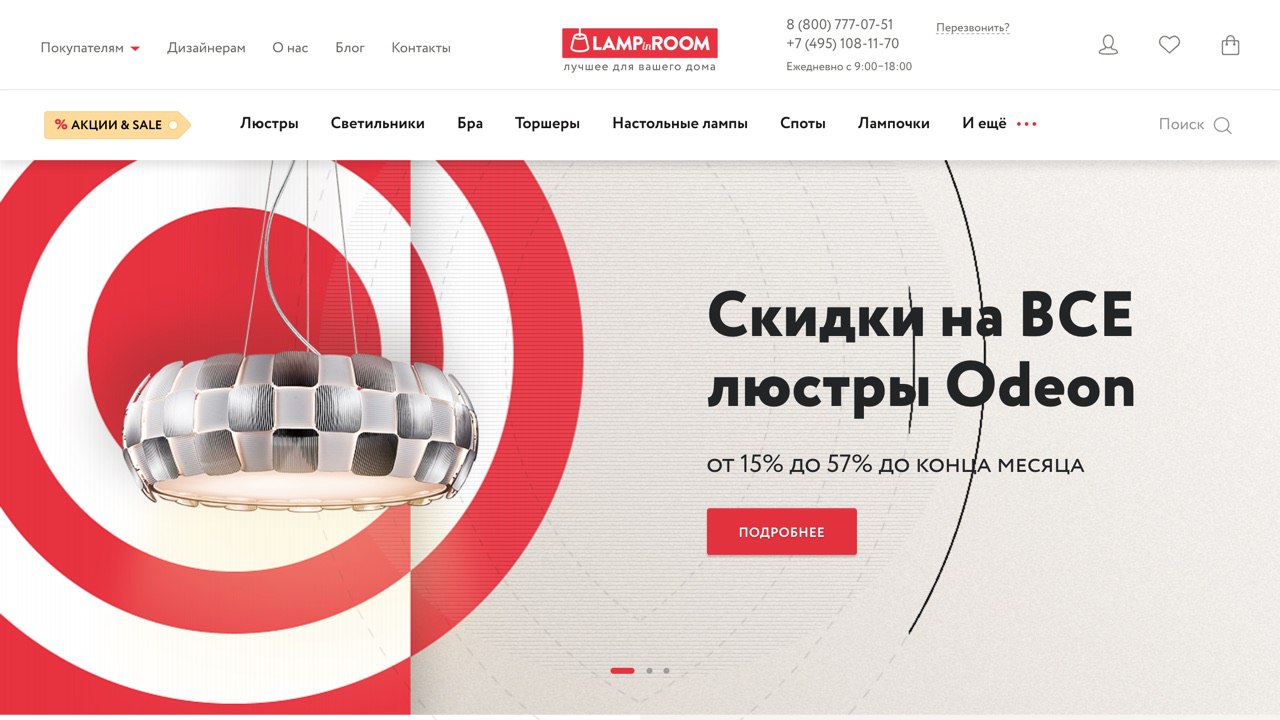 Покупателям
Дизайнерам
О нас
Блог
Контакты
LAMPinROOM
лучшее для вашего дома
8 (800) 777-07-51
+7 (495) 108-11-70
Ежедневно с 9:00–18:00
Перезвонить?
% АКЦИИ & SALE
Люстры
Светильники
Бра
Торшеры
Настольные лампы
Споты
Лампочки
И ещё
Поиск
Скидки на ВСЕ
люстры Odeon
ОТ 15% ДО 57% ДО КОНЦА МЕСЯЦА
ПОДРОБНЕЕ